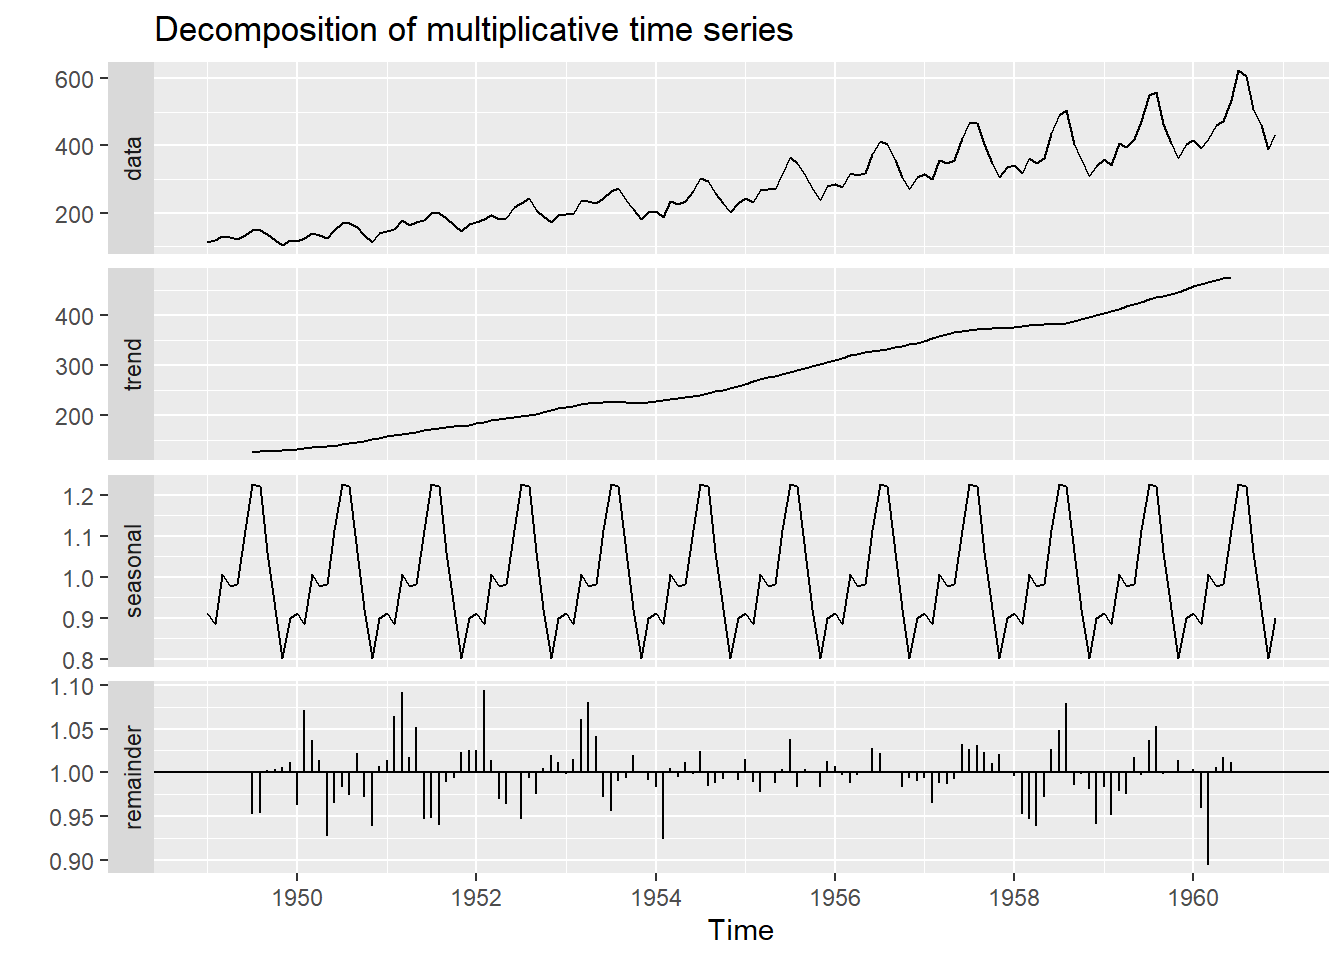 Decomposition of multiplicative time series
data
600
400
200
trend
400
300
200
seasonal
1.2
1.1
1.0
0.9
0.8
remainder
1.10
1.05
1.00
0.95
0.90
1950 1952 1954 1956 1958 1960
Time